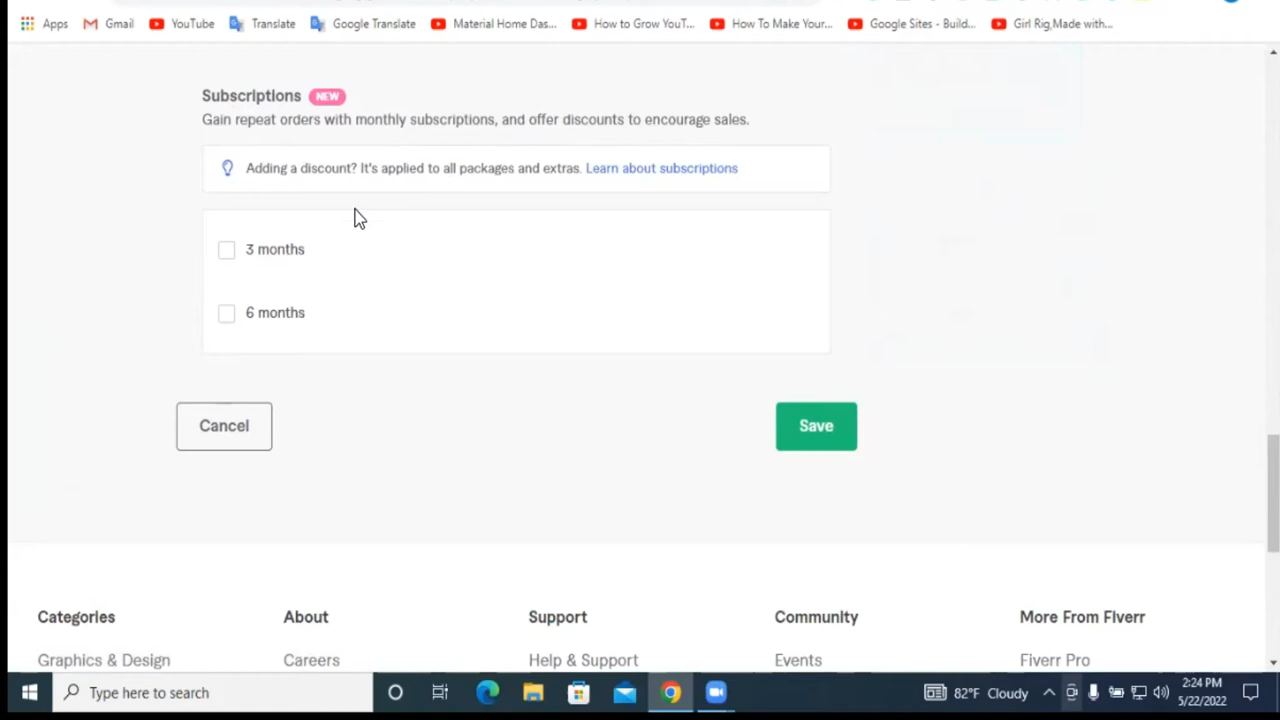 Apps Gmail YouTube Translate Google Translate Material Home Das... How to Grow YouT... How To Make Your... Google Sites - Build... Girl Rig,Made with...
Subscriptions NEW
Gain repeat orders with monthly subscriptions, and offer discounts to encourage sales.
Adding a discount? It's applied to all packages and extras. Learn about subscriptions
3 months
6 months
Cancel Save
Categories About Support Community More From Fiverr
Graphics & Design Careers Help & Support Events Fiverr Pro
Type here to search 82°F Cloudy 2:24 PM
5/22/2022